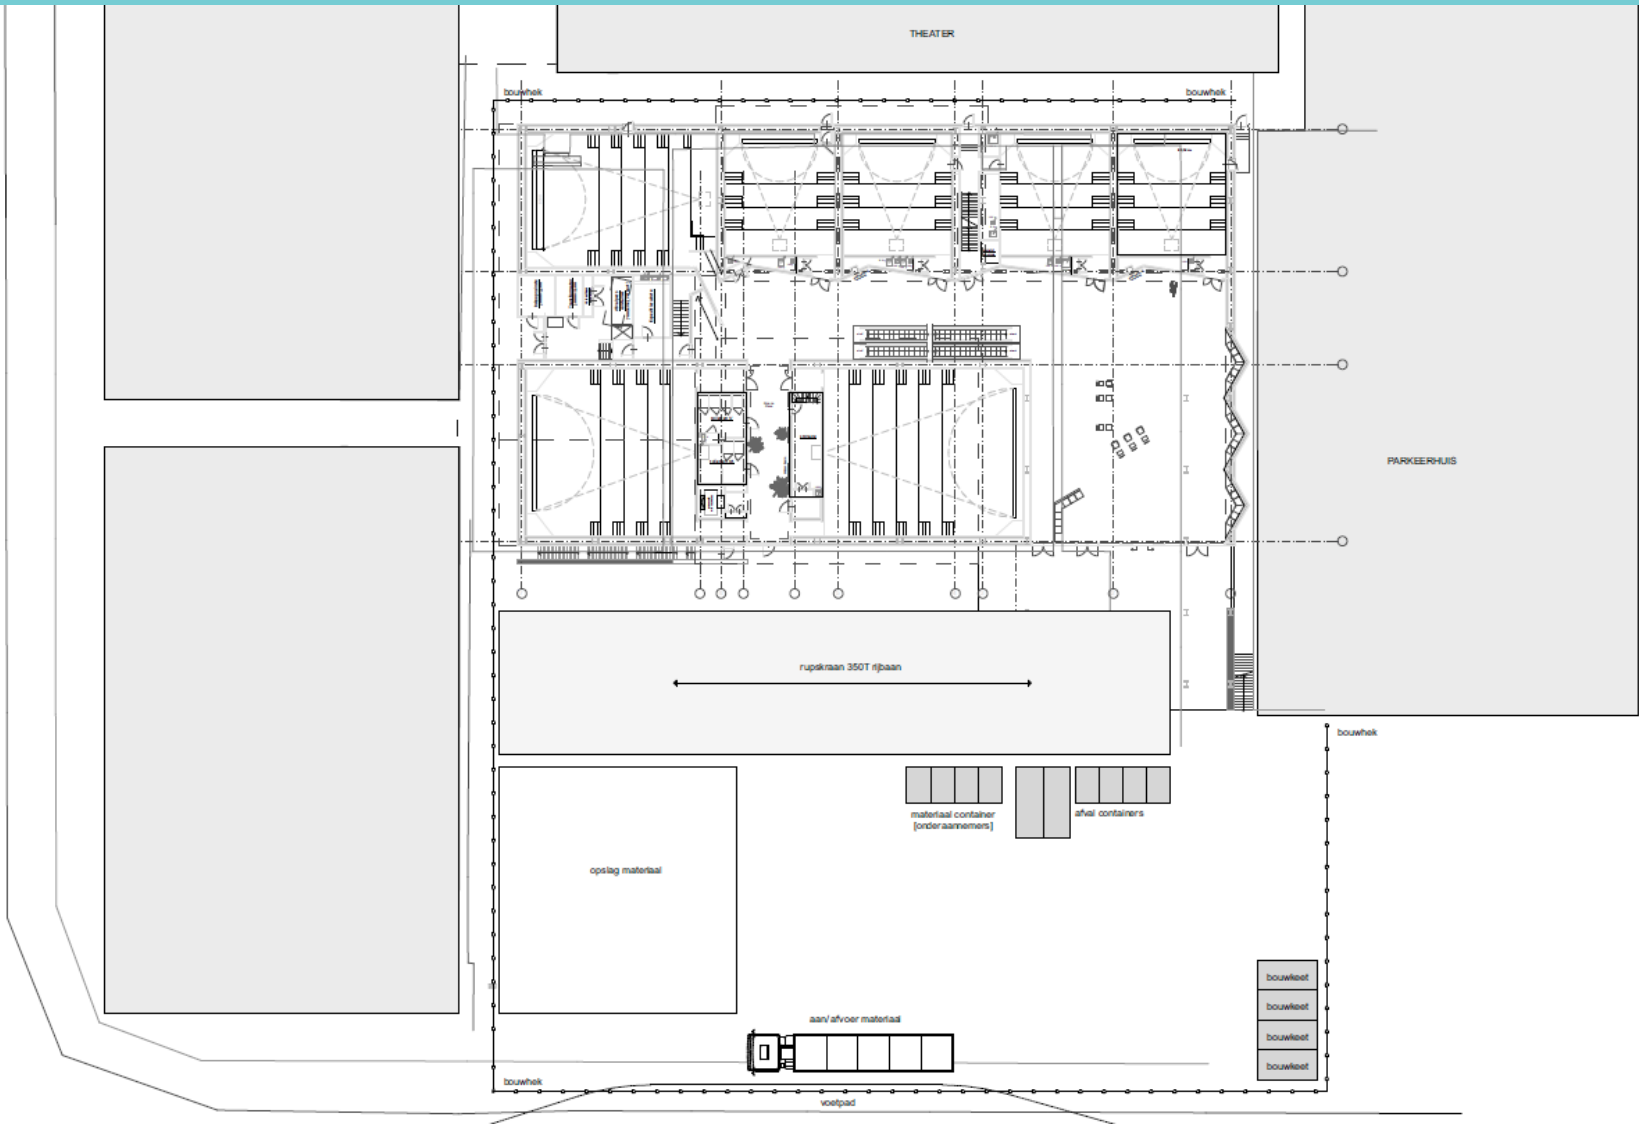 THEATER
bouwhek
bouwhek
PARKEERHUIS
rupskraan 350T rijbaan
bouwhek
materiaal container
[onderaannemers]
afval containers
opslag materiaal
bouwkeet
bouwkeet
bouwkeet
bouwkeet
aan/afvoer materiaal
bouwhek
voetpad